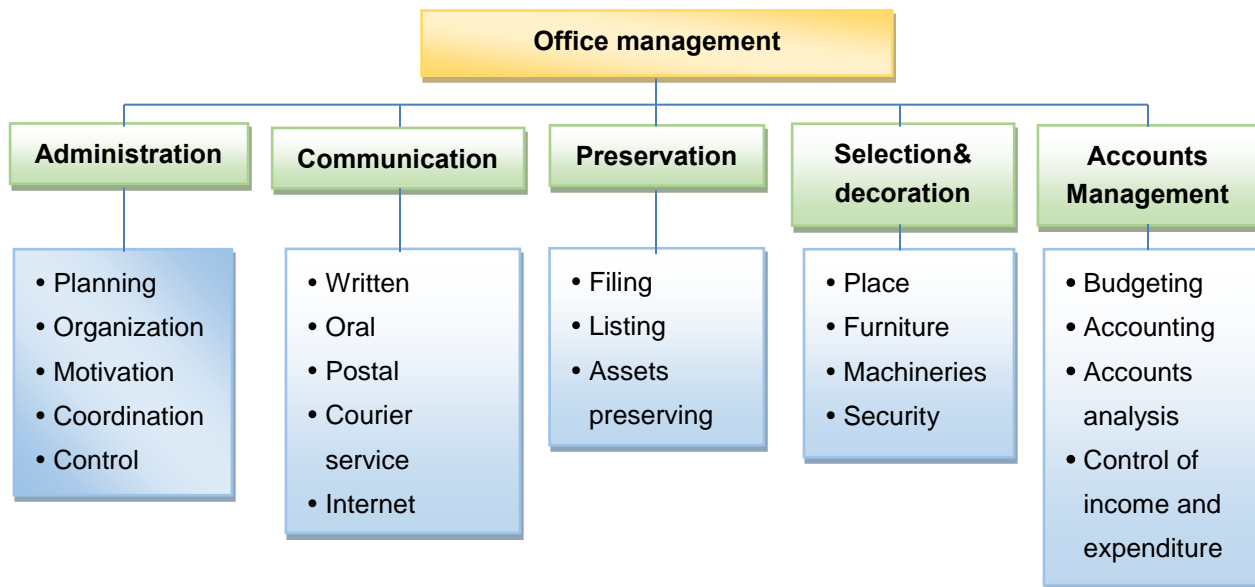 Office management
Administration
• Planning
• Organization
• Motivation
• Coordination
• Control
Communication
• Written
• Oral
• Postal
• Courier
service
• Internet
Preservation
• Filing
• Listing
• Assets
preserving
Selection&
decoration
• Place
• Furniture
• Machineries
• Security
Accounts
Management
• Budgeting
• Accounting
• Accounts
analysis
• Control of
income and
expenditure